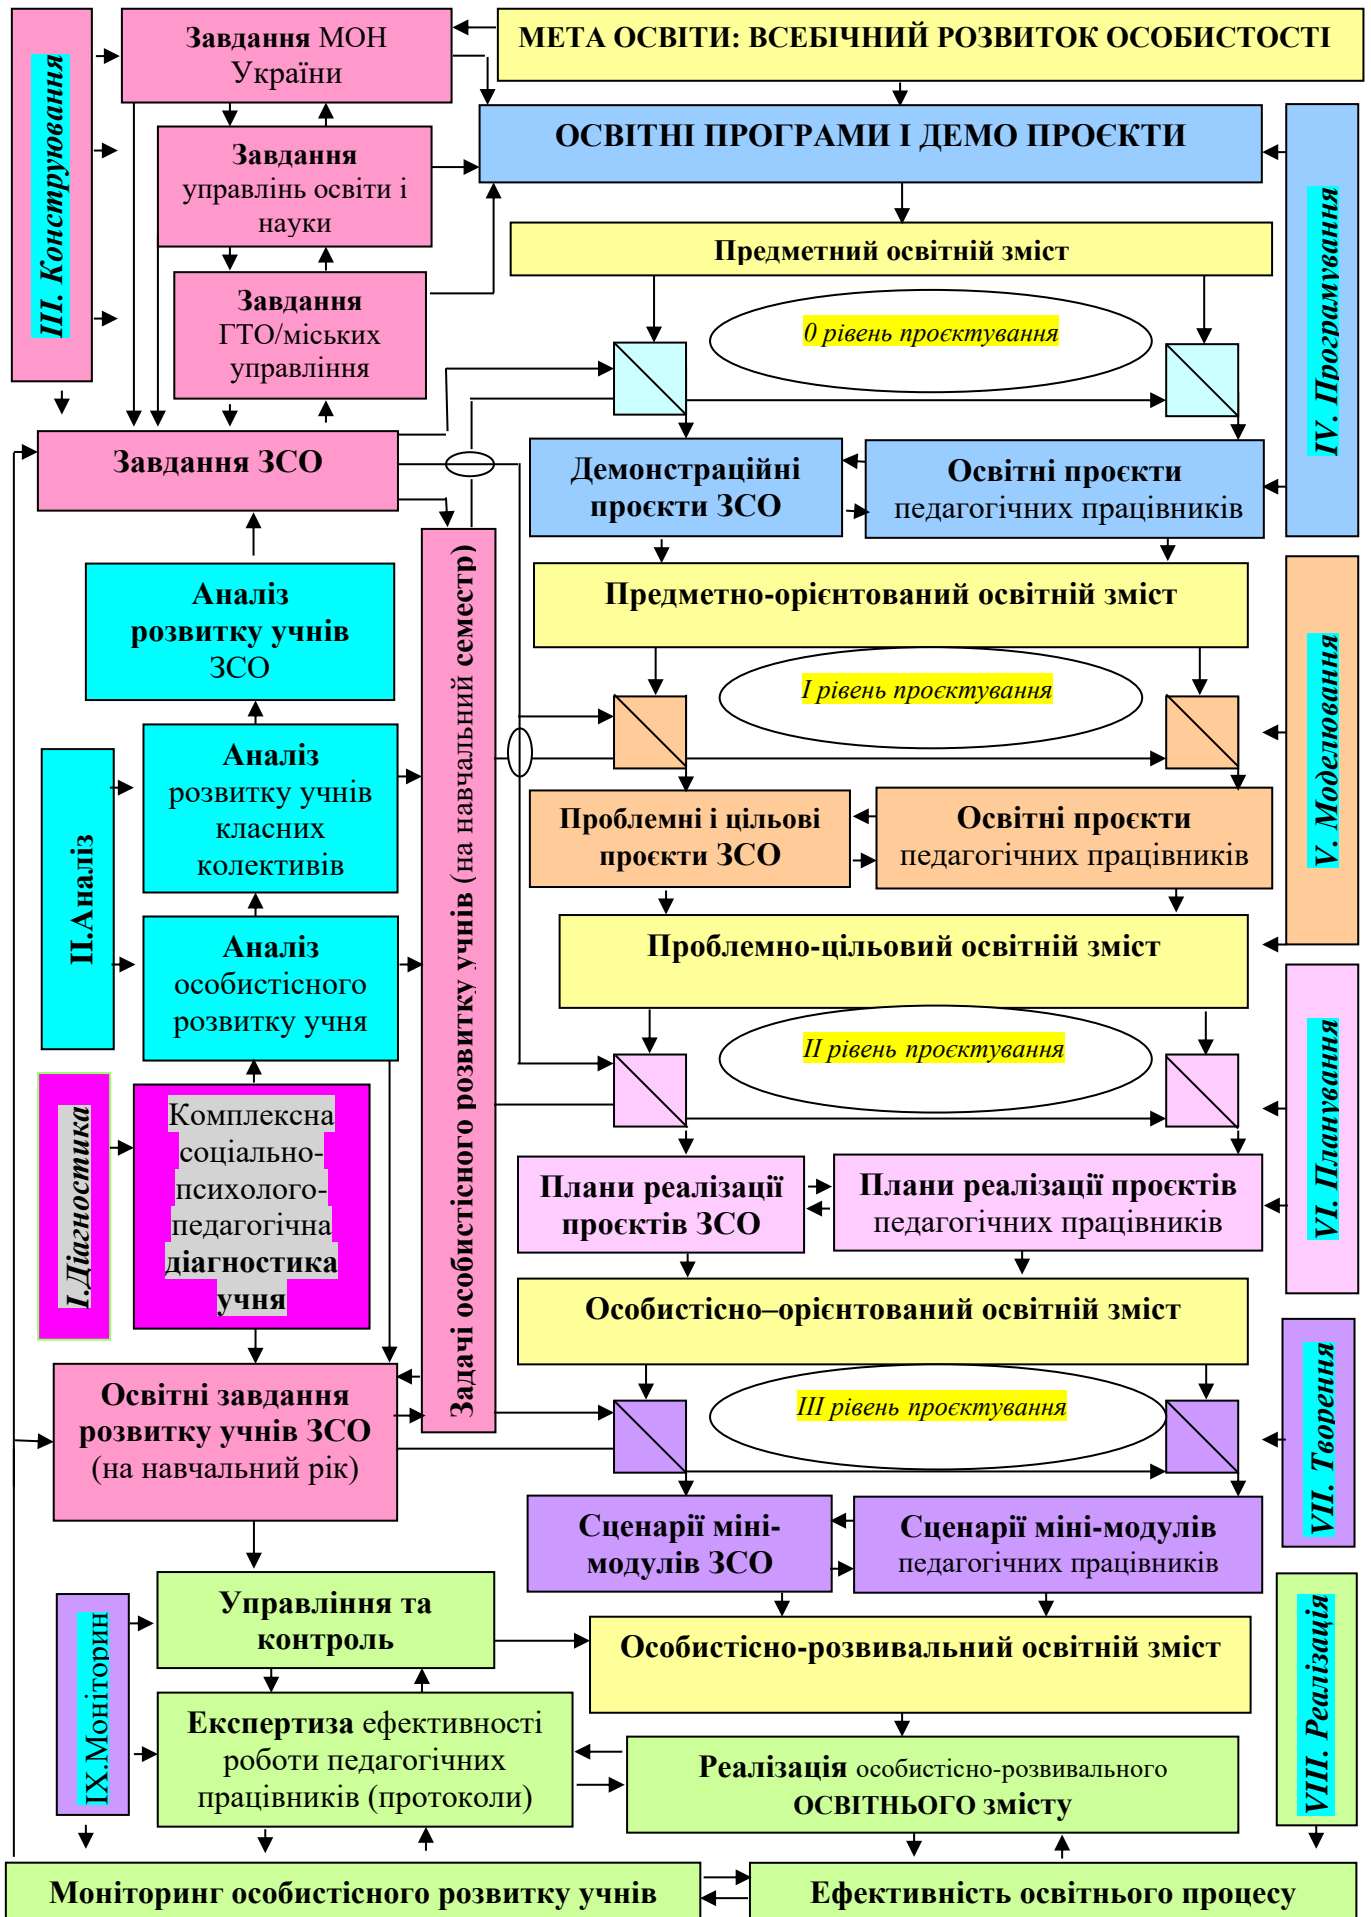 Завдання МОН
України
МЕТА ОСВІТИ: ВСЕБІЧНИЙ РОЗВИТОК ОСОБИСТОСТІ
III. Конструювання
ОСВІТНІ ПРОГРАМИ І ДЕМО ПРОЄКТИ
Завдання
управлінь освіти і
науки
IV. Програмування
Предметний освітній зміст
Завдання
ГТО/міських
управління
0 рівень проєктування
Завдання ЗСО
Демонстраційні
проєкти ЗСО
Освітні проєкти
педагогічних працівників
Аналіз
розвитку учнів
ЗСО
Задачі особистісного розвитку учнів (на навчальний семестр)
Предметно-орієнтований освітній зміст
V. Моделювання
I рівень проєктування
II.Аналіз
Аналіз
розвитку учнів
класних
колективів
Проблемні і цільові
проєкти ЗСО
Освітні проєкти
педагогічних працівників
Аналіз
особистісного
розвитку учня
Проблемно-цільовий освітній зміст
VI. Планування
II рівень проєктування
I.Діагностика
Комплексна
соціально-
психолого-
педагогічна
діагностика
учня
Плани реалізації
проєктів ЗСО
Плани реалізації проєктів
педагогічних працівників
Особистісно–орієнтований освітній зміст
VII. Творення
Освітні завдання
розвитку учнів ЗСО
(на навчальний рік)
III рівень проєктування
Сценарії міні-
модулів ЗСО
Сценарії міні-модулів
педагогічних працівників
IX.Моніторин
Управління та
контроль
Особистісно-розвивальний освітній зміст
VIII. Реалізація
Експертиза ефективності
роботи педагогічних
працівників (протоколи)
Реалізація особистісно-розвивального
ОСВІТНЬОГО змісту
Моніторинг особистісного розвитку учнів
Ефективність освітнього процесу